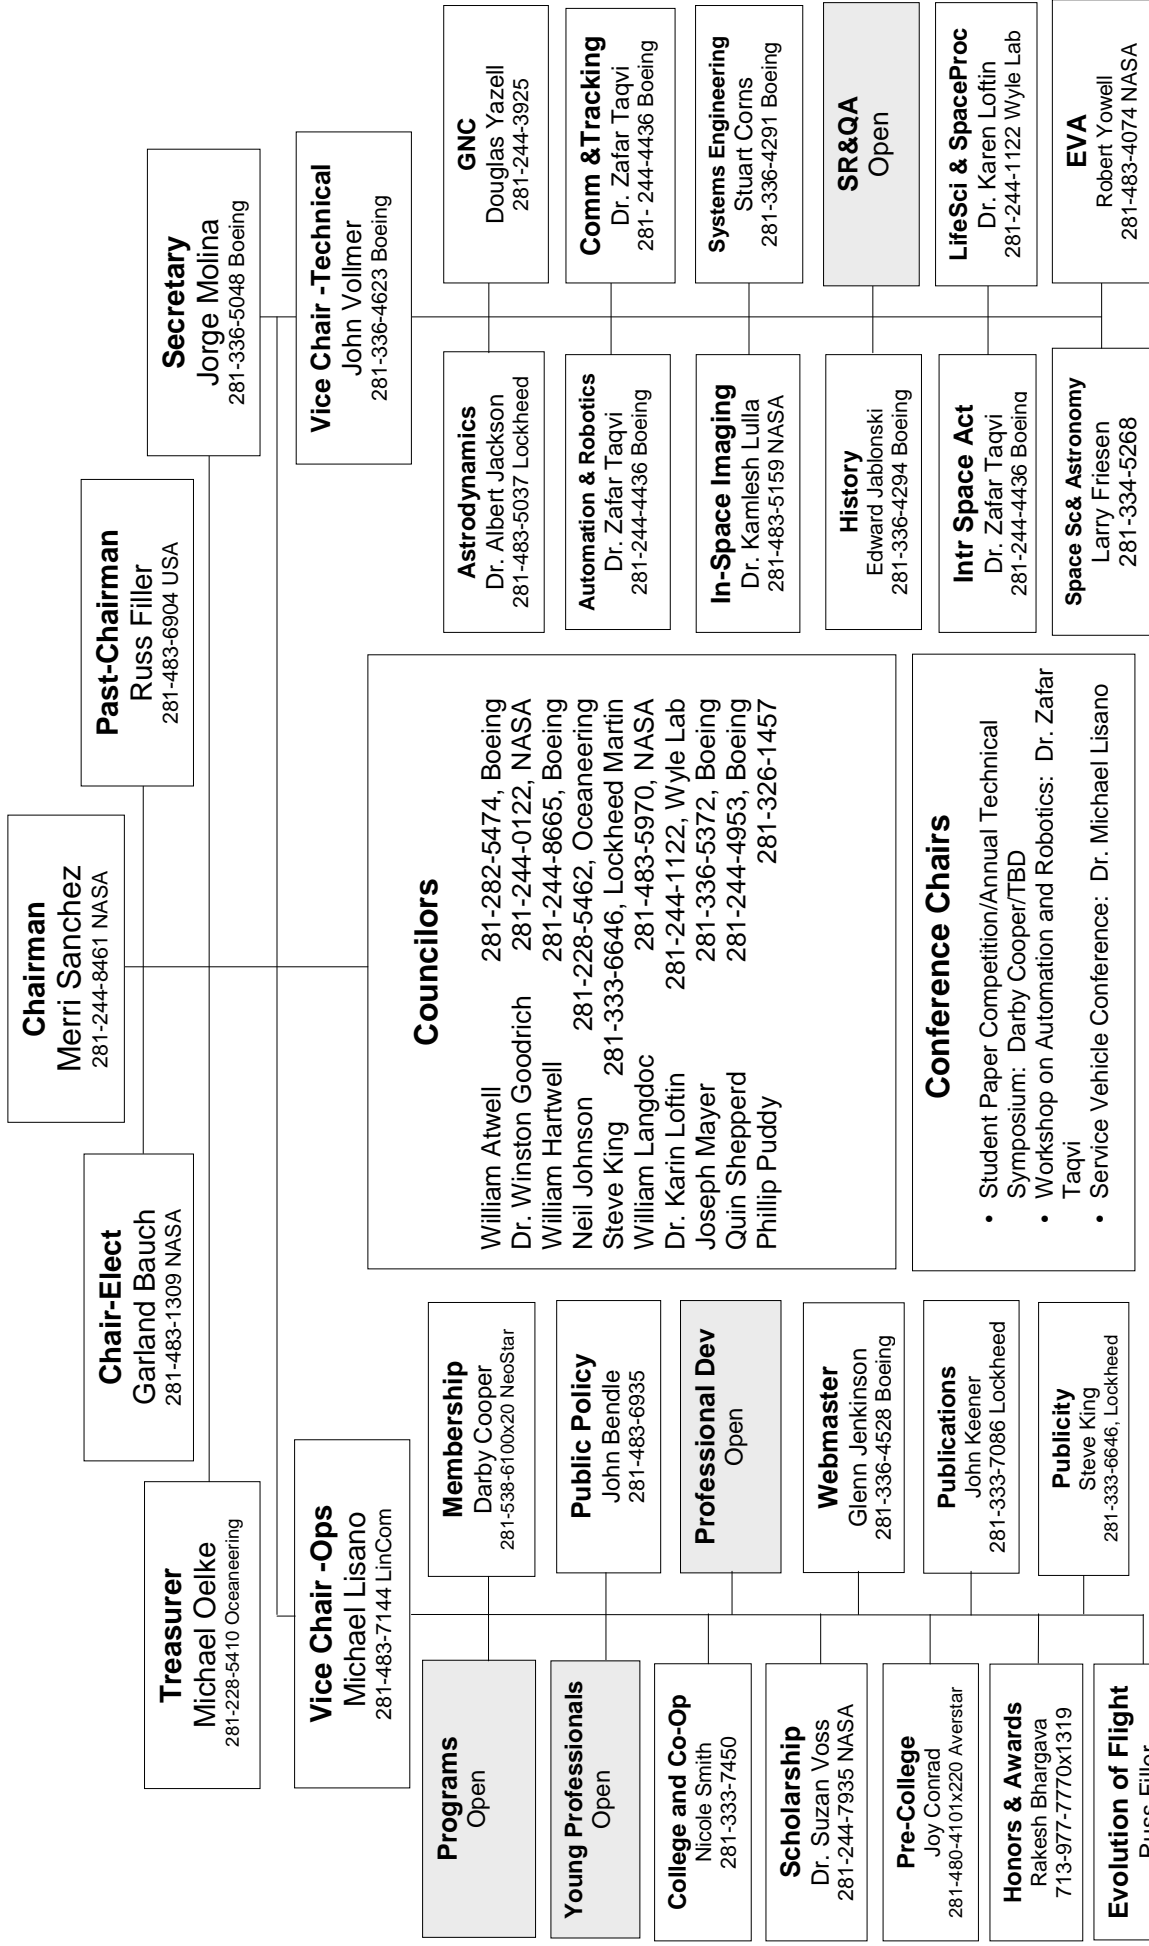 Chairman
Merri Sanchez
281-244-8461 NASA
Chair-Elect
Garland Bauch
281-483-1309 NASA
Past-Chairman
Russ Filler
281-483-6904 USA
Treasurer
Michael Oelke
281-228-5410 Oceaneering
Secretary
Jorge Molina
281-336-5048 Boeing
Vice Chair -Ops
Michael Lisano
281-483-7144 LinCom
Vice Chair -Technical
John Vollmer
281-336-4623 Boeing
Programs
Open
Membership
Darby Cooper
281-538-6100x20 NeoStar
Young Professionals
Open
Public Policy
John Bendle
281-483-6935
College and Co-Op
Nicole Smith
281-333-7450
Professional Dev
Open
Scholarship
Dr. Suzan Voss
281-244-7935 NASA
Webmaster
Glenn Jenkinson
281-336-4528 Boeing
Pre-College
Joy Conrad
281-480-4101x220 Averstar
Publications
John Keener
281-333-7086 Lockheed
Honors & Awards
Rakesh Bhargava
713-977-7770x1319
Publicity
Steve King
281-333-6646, Lockheed
Evolution of Flight
Russ Filler
Councilors
William Atwell 281-282-5474, Boeing
Dr. Winston Goodrich 281-244-0122, NASA
William Hartwell 281-244-8665, Boeing
Neil Johnson 281-228-5462, Oceaneering
Steve King 281-333-6646, Lockheed Martin
William Langdoc 281-483-5970, NASA
Dr. Karin Loftin 281-244-1122, Wyle Lab
Joseph Mayer 281-336-5372, Boeing
Quin Shepperd 281-244-4953, Boeing
Phillip Puddy 281-326-1457
Conference Chairs
• Student Paper Competition/Annual Technical
Symposium: Darby Cooper/TBD
• Workshop on Automation and Robotics: Dr. Zafar
Taqvi
• Service Vehicle Conference: Dr. Michael Lisano
Astrodynamics
Dr. Albert Jackson
281-483-5037 Lockheed
GNC
Douglas Yazell
281-244-3925
Automation & Robotics
Dr. Zafar Taqvi
281-244-4436 Boeing
Comm &Tracking
Dr. Zafar Taqvi
281- 244-4436 Boeing
In-Space Imaging
Dr. Kamlesh Lulla
281-483-5159 NASA
Systems Engineering
Stuart Corns
281-336-4291 Boeing
History
Edward Jablonski
281-336-4294 Boeing
SR&QA
Open
Intr Space Act
Dr. Zafar Taqvi
281-244-4436 Boeing
LifeSci & SpaceProc
Dr. Karen Loftin
281-244-1122 Wyle Lab
Space Sc& Astronomy
Larry Friesen
281-334-5268
EVA
Robert Yowell
281-483-4074 NASA